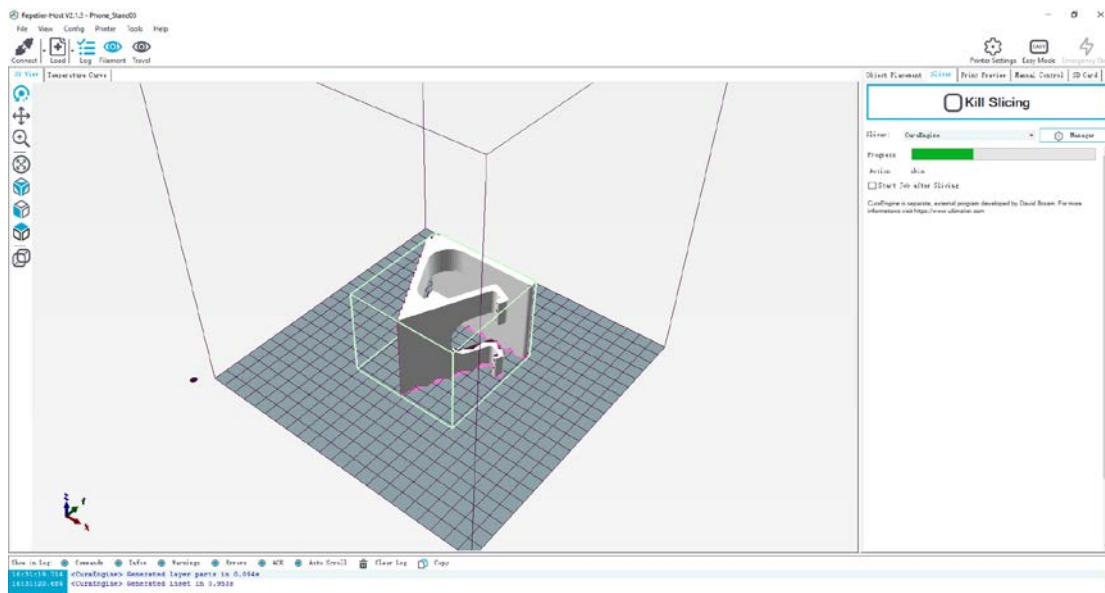 Repetier-Host V2.1.3 - Phone_Stand03
File View Config Printer Tools Help
Connect Load Log Filament Travel
Printer Settings Easy Mode Emergency
3D View Temperature Curve
Object Placement Slicer Print Preview Manual Control SD Card
Kill Slicing
Slicer: CuraEngine Manager
Progress
Action skin
Start Job after Slicing
CuraEngine is separate, external program developed by David Braam. For more
informations visit https://www.ultimaker.com
Z Y X
Show in Log: Commands Infos Warnings Errors ACK Auto Scroll Clear Log Copy
<CuraEngine> Generated layer parts in 0.094s
<CuraEngine> Generated inset in 0.953s